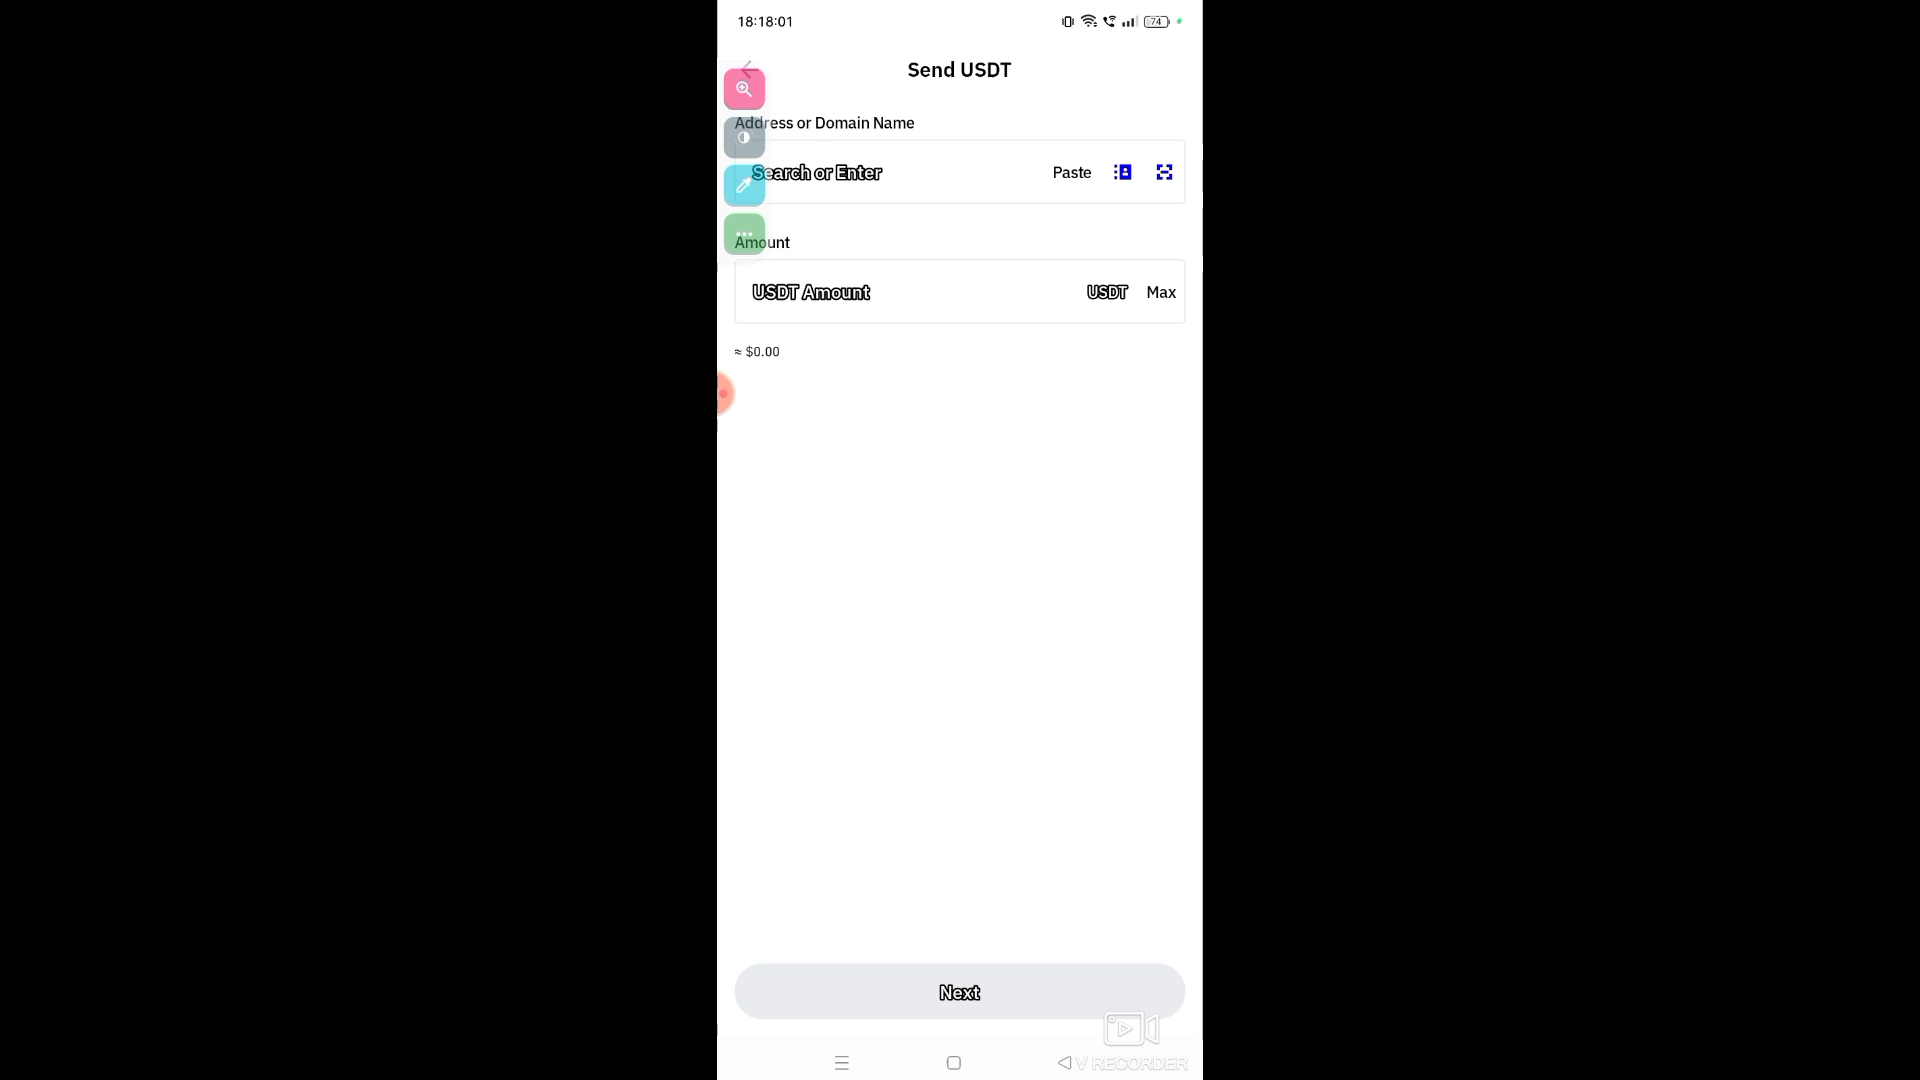 18:18:01
74
Send USDT
Address or Domain Name
Search or Enter Paste
Amount
USDT Amount USDT Max
≈ $0.00
Next
V RECORDER